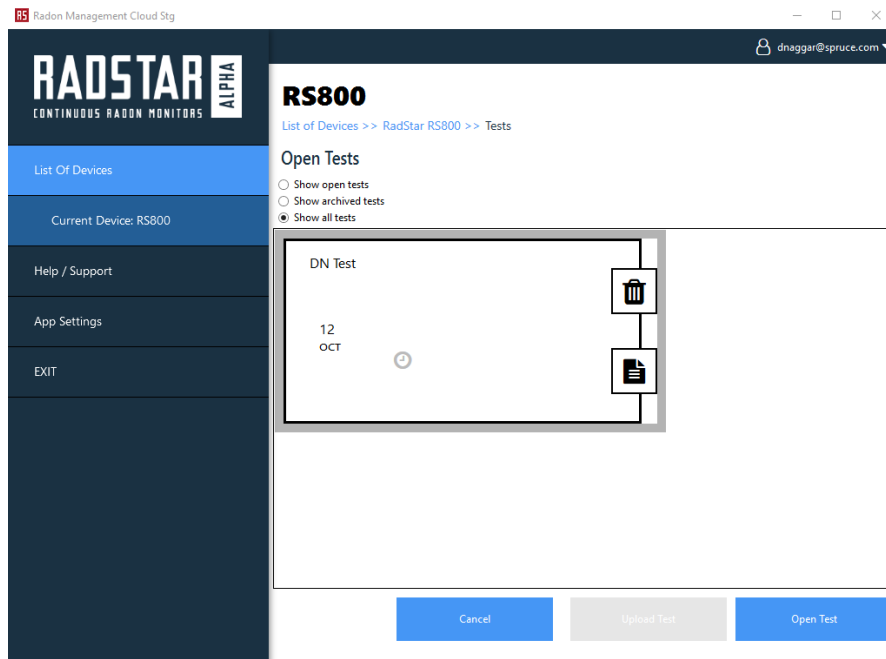 RS Radon Management Cloud Stg
dnaggar@spruce.com
RADSTAR ALPHA
CONTINUOUS RADON MONITORS
List Of Devices
Current Device: RS800
Help / Support
App Settings
EXIT
RS800
List of Devices >> RadStar RS800 >> Tests
Open Tests
Show open tests
Show archived tests
Show all tests
DN Test
12
OCT
Cancel
Upload Test
Open Test